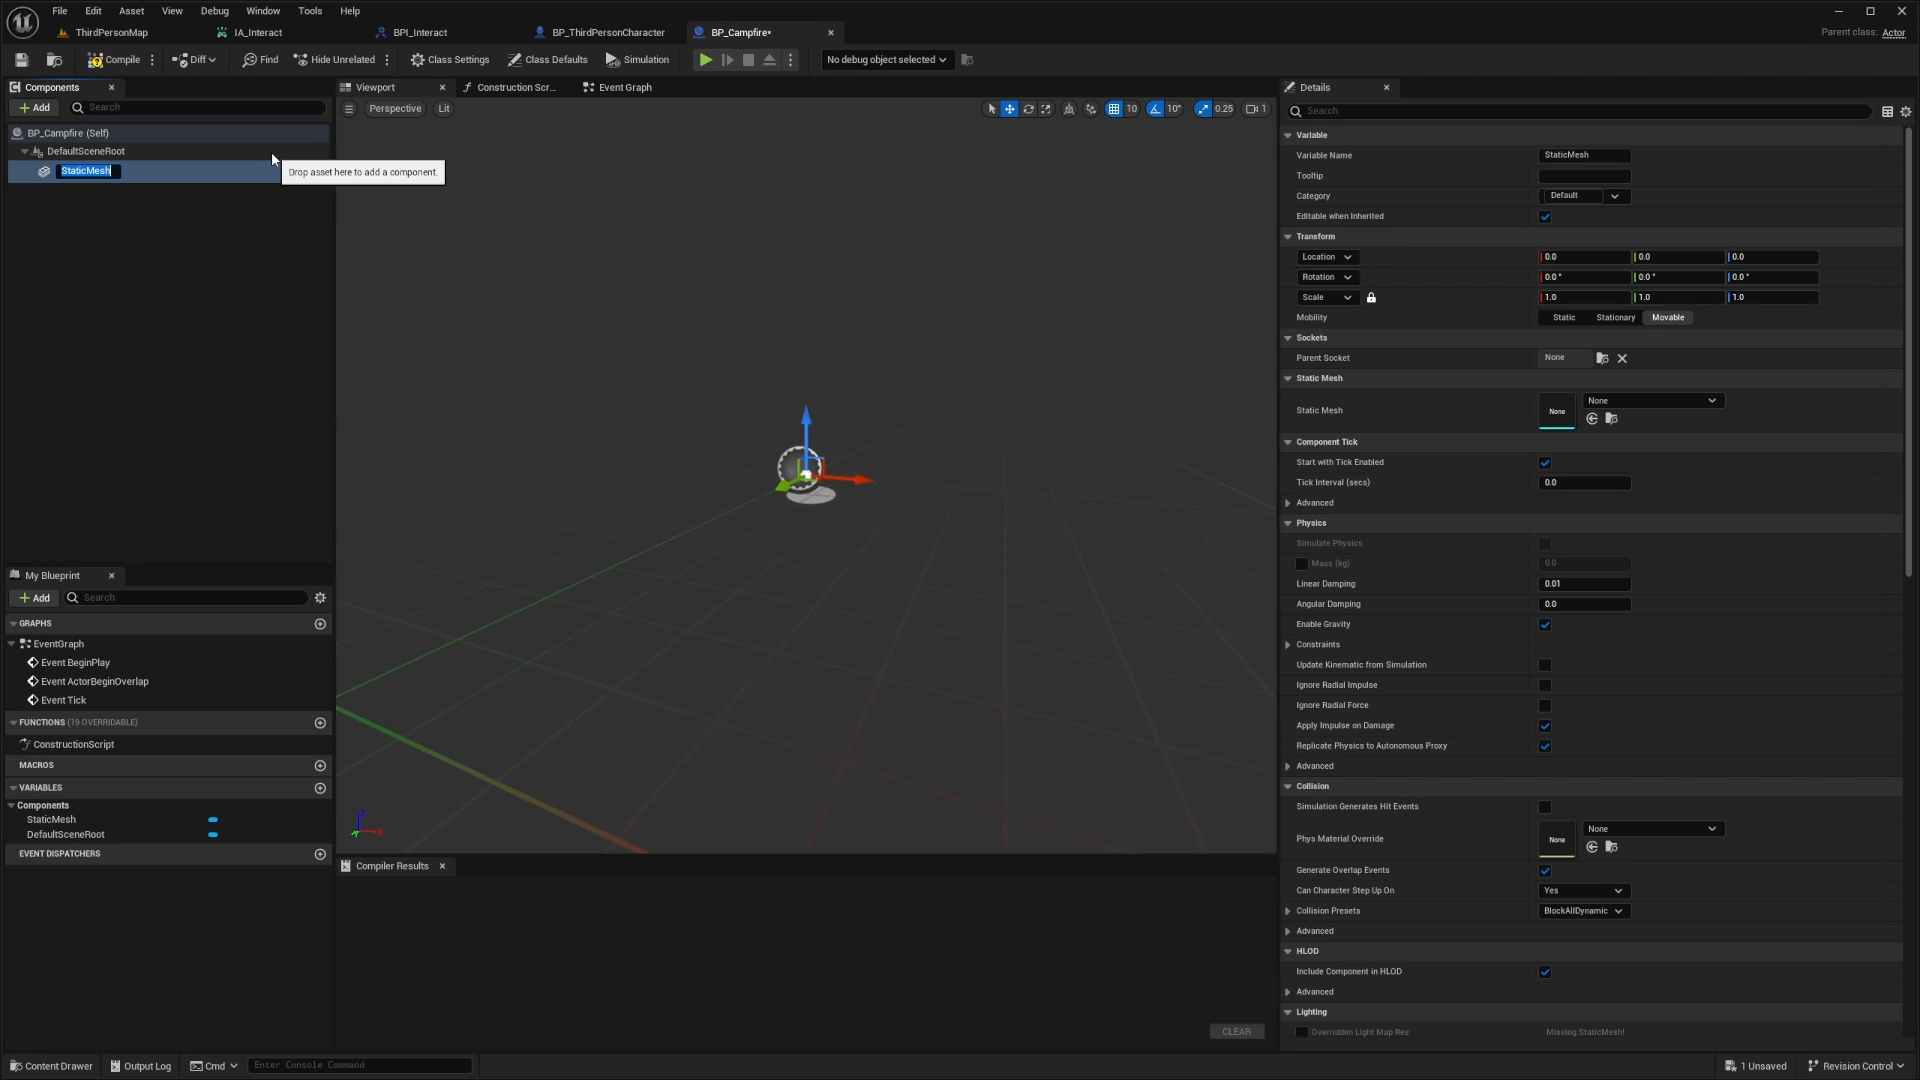 File Edit Asset View Debug Window Tools Help
ThirdPersonMap IA_Interact BPI_Interact BP_ThirdPersonCharacter BP_Campfire• Parent class: Actor
Compile Diff Find Hide Unrelated Class Settings Class Defaults Simulation No debug object selected
Components
Add Search
BP_Campfire (Self)
DefaultSceneRoot
StaticMesh
Drop asset here to add a component.
My Blueprint
Add Search
GRAPHS
EventGraph
Event BeginPlay
Event ActorBeginOverlap
Event Tick
FUNCTIONS (19 OVERRIDABLE)
ConstructionScript
MACROS
VARIABLES
Components
StaticMesh
DefaultSceneRoot
EVENT DISPATCHERS
Viewport Construction Scr... Event Graph
Perspective Lit 10 10° 0.25 1
Z
X
Compiler Results
CLEAR
Details
Search
Variable
Variable Name StaticMesh
Tooltip
Category Default
Editable when Inherited
Transform
Location 0.0 0.0 0.0
Rotation 0.0 ° 0.0 ° 0.0 °
Scale 1.0 1.0 1.0
Mobility Static Stationary Movable
Sockets
Parent Socket None
Static Mesh
Static Mesh None None
Component Tick
Start with Tick Enabled
Tick Interval (secs) 0.0
Advanced
Physics
Simulate Physics
Mass (kg) 0.0
Linear Damping 0.01
Angular Damping 0.0
Enable Gravity
Constraints
Update Kinematic from Simulation
Ignore Radial Impulse
Ignore Radial Force
Apply Impulse on Damage
Replicate Physics to Autonomous Proxy
Advanced
Collision
Simulation Generates Hit Events
Phys Material Override None None
Generate Overlap Events
Can Character Step Up On Yes
Collision Presets BlockAllDynamic
Advanced
HLOD
Include Component in HLOD
Advanced
Lighting
Overridden Light Map Res Missing StaticMesh!
Content Drawer Output Log Cmd Enter Console Command 1 Unsaved Revision Control